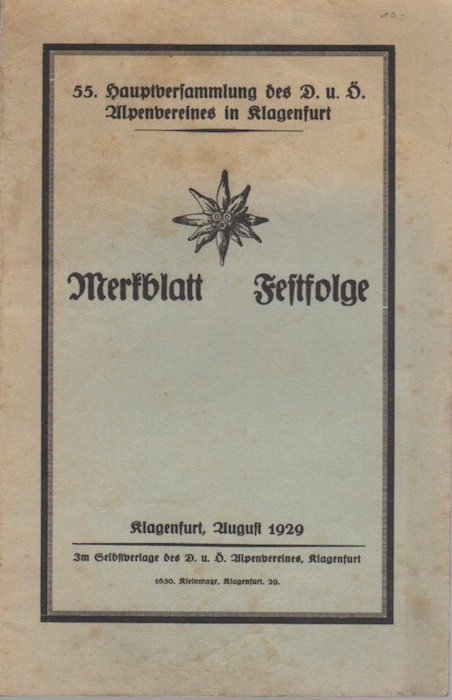 55. Hauptversammlung des D. u. Ö.
Alpenvereines in Klagenfurt
Merkblatt Festfolge
Klagenfurt, August 1929
Im Selbstverlage des D. u. Ö. Alpenvereines, Klagenfurt
1630. Kleinmayr, Klagenfurt. 29.